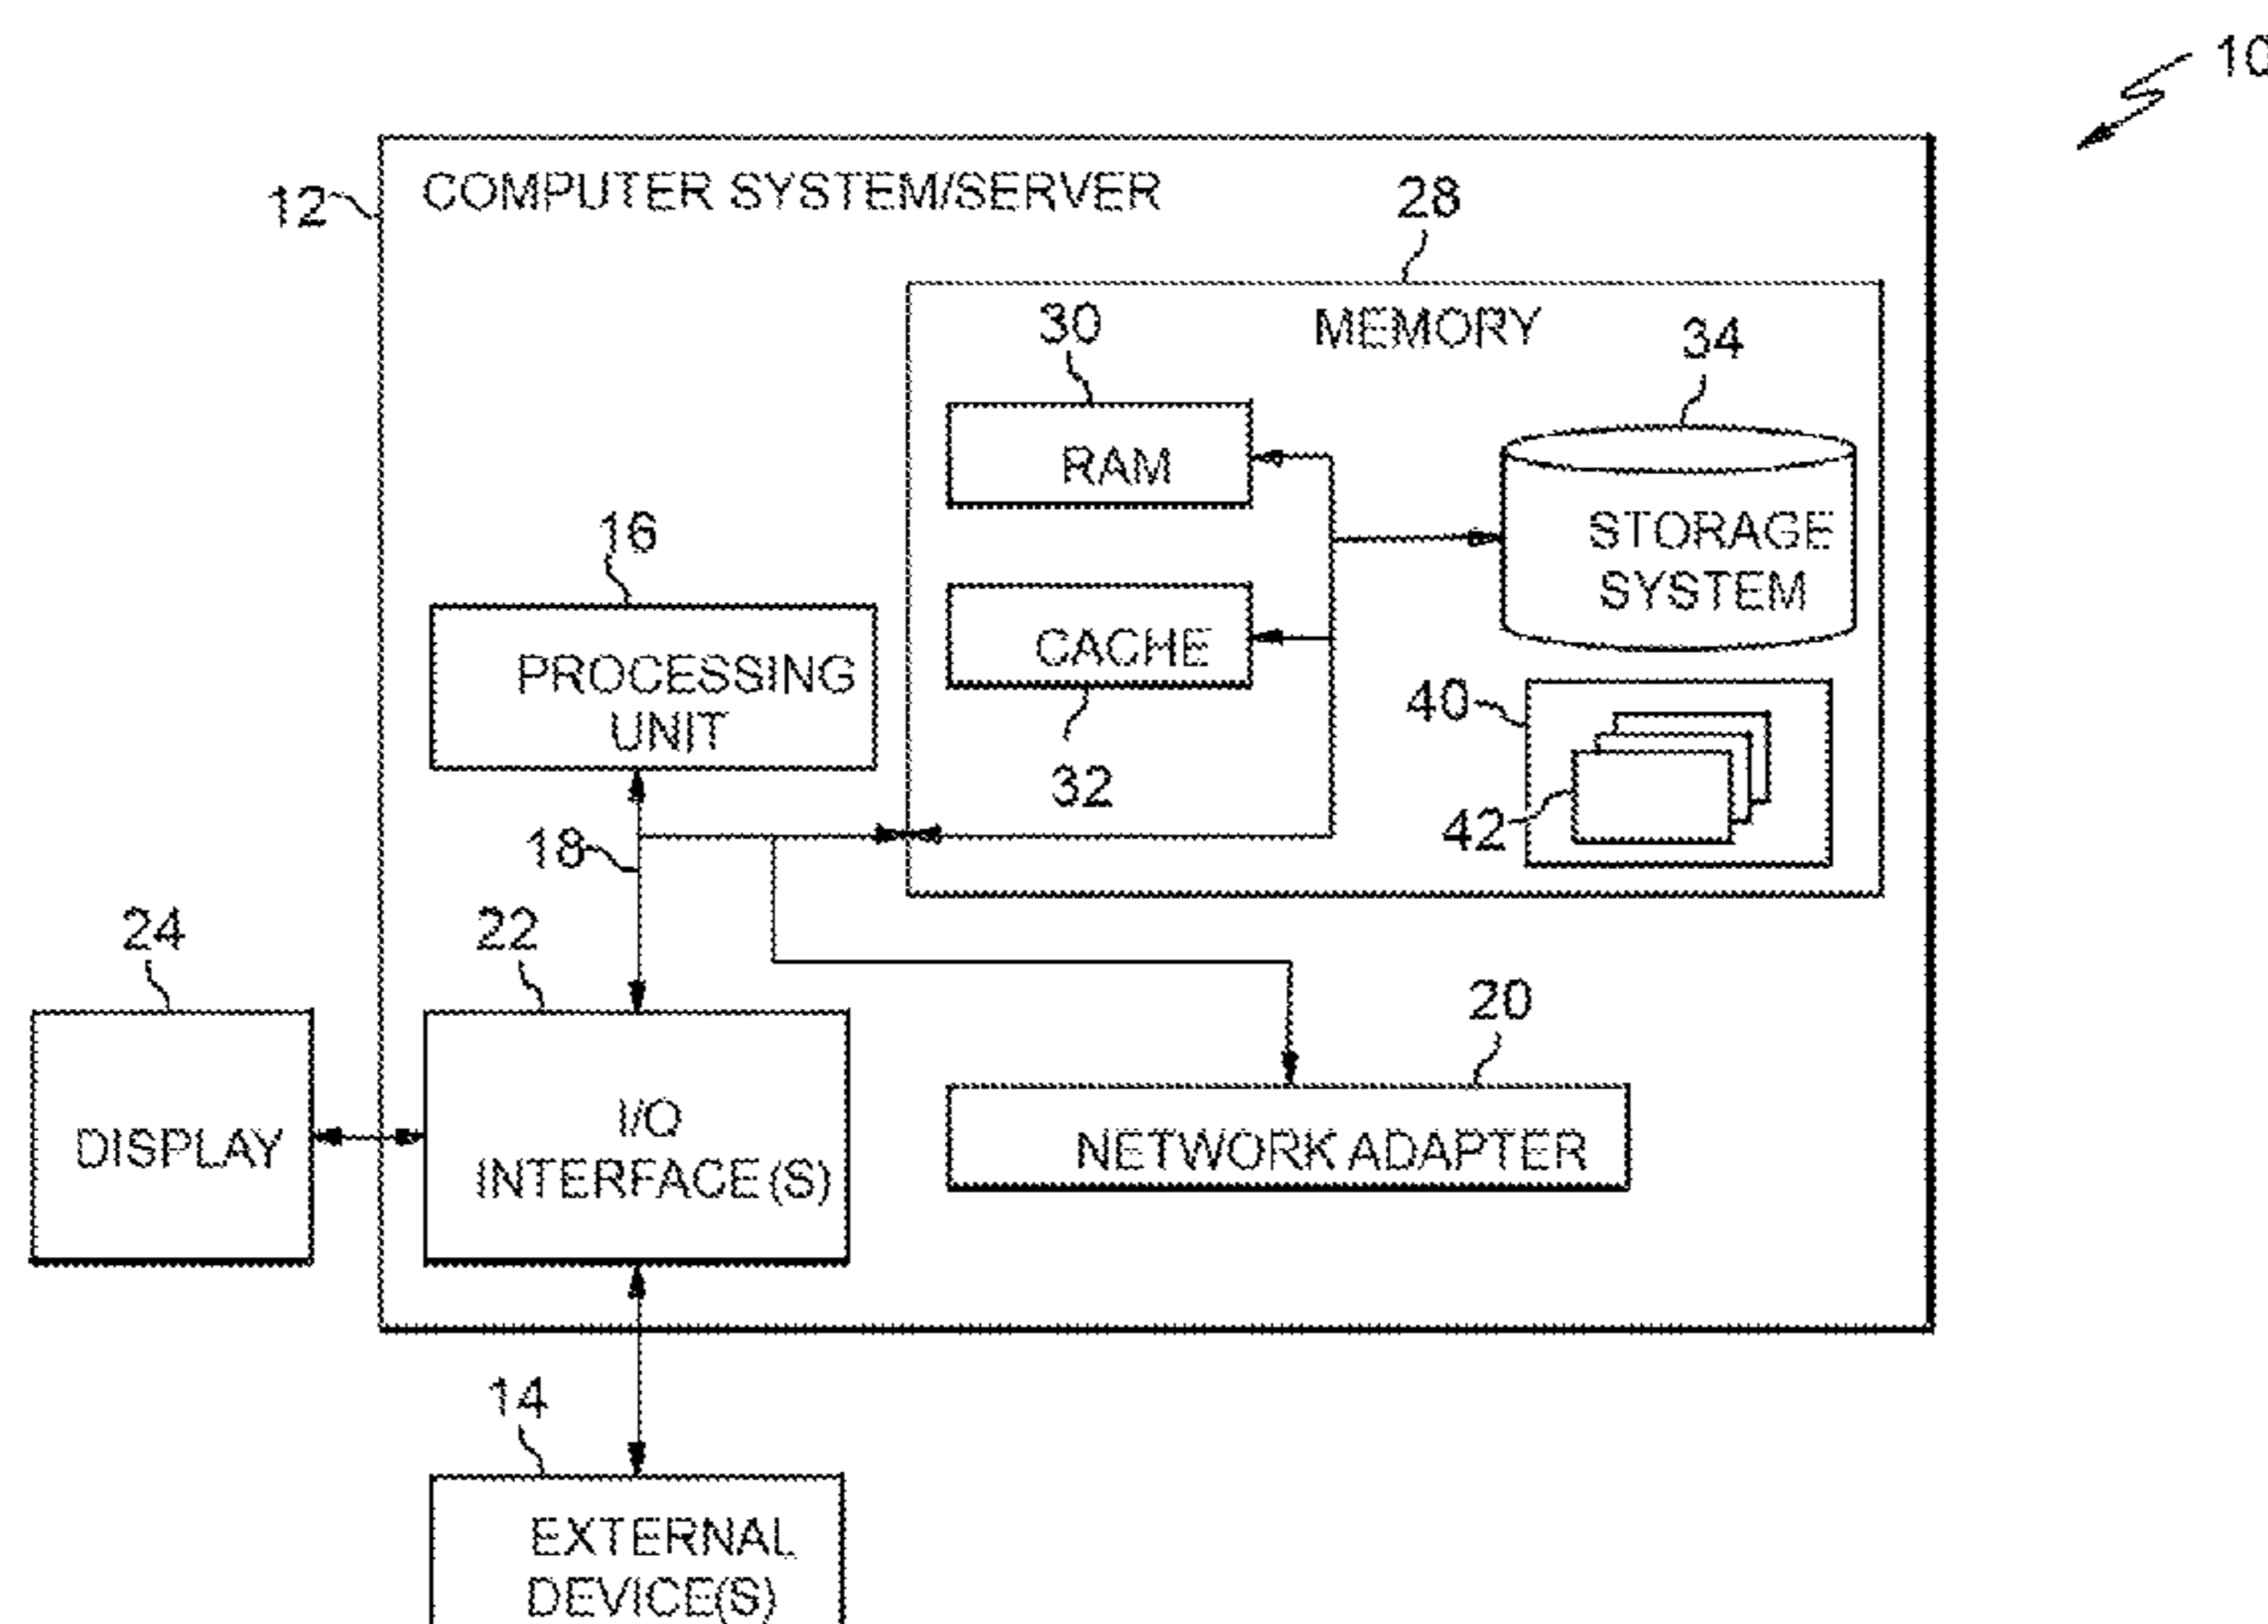 10
12
COMPUTER SYSTEM/SERVER
28
MEMORY
30
34
RAM
STORAGE
SYSTEM
16
PROCESSING
UNIT
CACHE
32
40
42
18
24
22
20
DISPLAY
I/O
INTERFACE(S)
NETWORK ADAPTER
14
EXTERNAL
DEVICE(S)